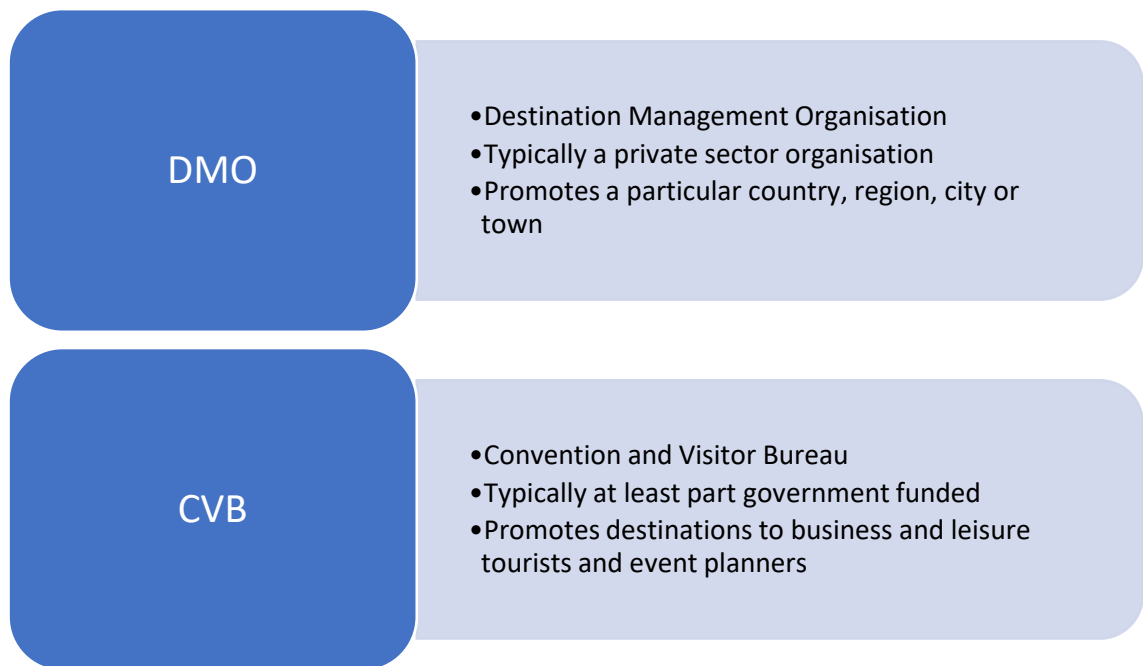 DMO
•Destination Management Organisation
•Typically a private sector organisation
•Promotes a particular country, region, city or
town
CVB
•Convention and Visitor Bureau
•Typically at least part government funded
•Promotes destinations to business and leisure
tourists and event planners